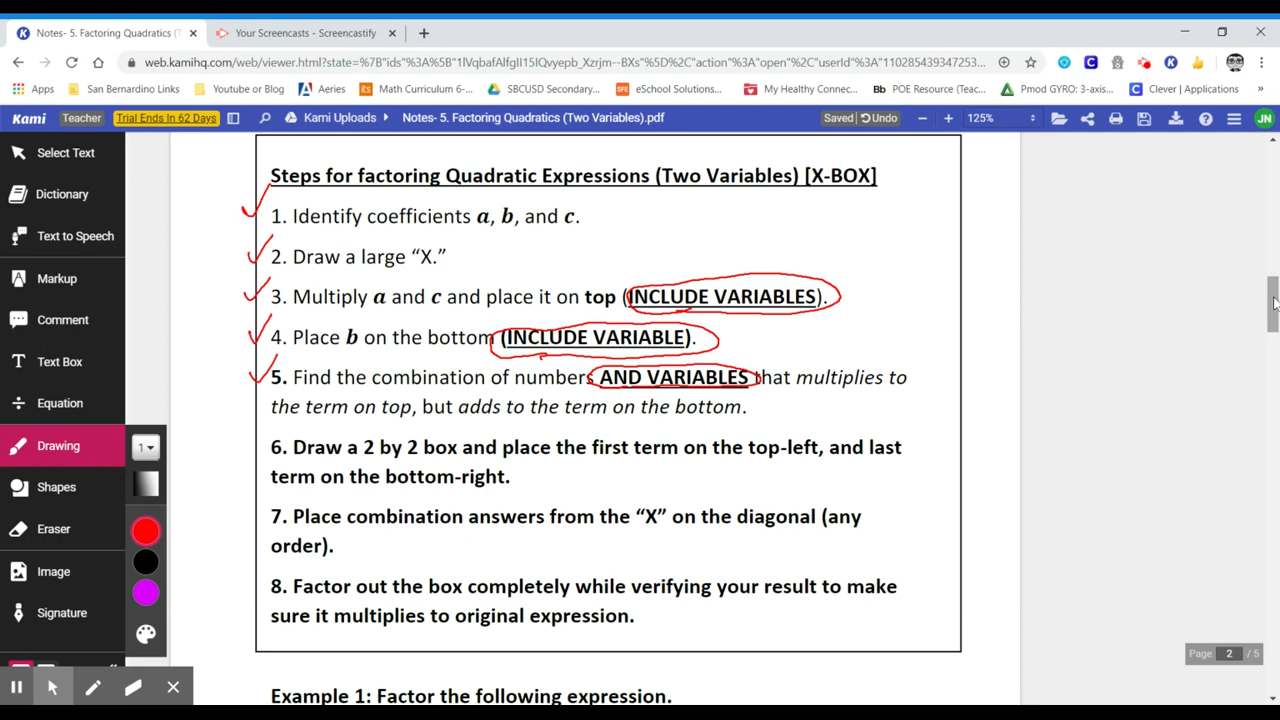 Notes- 5. Factoring Quadratics (T
Your Screencasts - Screencastify
web.kamihq.com/web/viewer.html?state=%7B"ids"%3A%5B"1lVqbafAlfglI15IQvyepb_Xzrjm--BXs"%5D%2C"action"%3A"open"%2C"userId"%3A"110285439347253...
Apps San Bernardino Links Youtube or Blog Aeries Math Curriculum 6-... SBCUSD Secondary... eSchool Solutions... My Healthy Connec... Bb POE Resource (Teac... Pmod GYRO: 3-axis... Clever | Applications »
Kami Teacher Trial Ends In 62 Days Kami Uploads Notes- 5. Factoring Quadratics (Two Variables).pdf Saved Undo 125% JN
Select Text
Dictionary
Text to Speech
Markup
Comment
Text Box
Equation
Drawing
1
Shapes
Eraser
Image
Signature
Steps for factoring Quadratic Expressions (Two Variables) [X-BOX]
1. Identify coefficients a, b, and c.
2. Draw a large “X.”
3. Multiply a and c and place it on top (INCLUDE VARIABLES).
4. Place b on the bottom (INCLUDE VARIABLE).
5. Find the combination of numbers AND VARIABLES that multiplies to
the term on top, but adds to the term on the bottom.
6. Draw a 2 by 2 box and place the first term on the top-left, and last
term on the bottom-right.
7. Place combination answers from the “X” on the diagonal (any
order).
8. Factor out the box completely while verifying your result to make
sure it multiplies to original expression.
Page 2 / 5
Example 1: Factor the following expression.